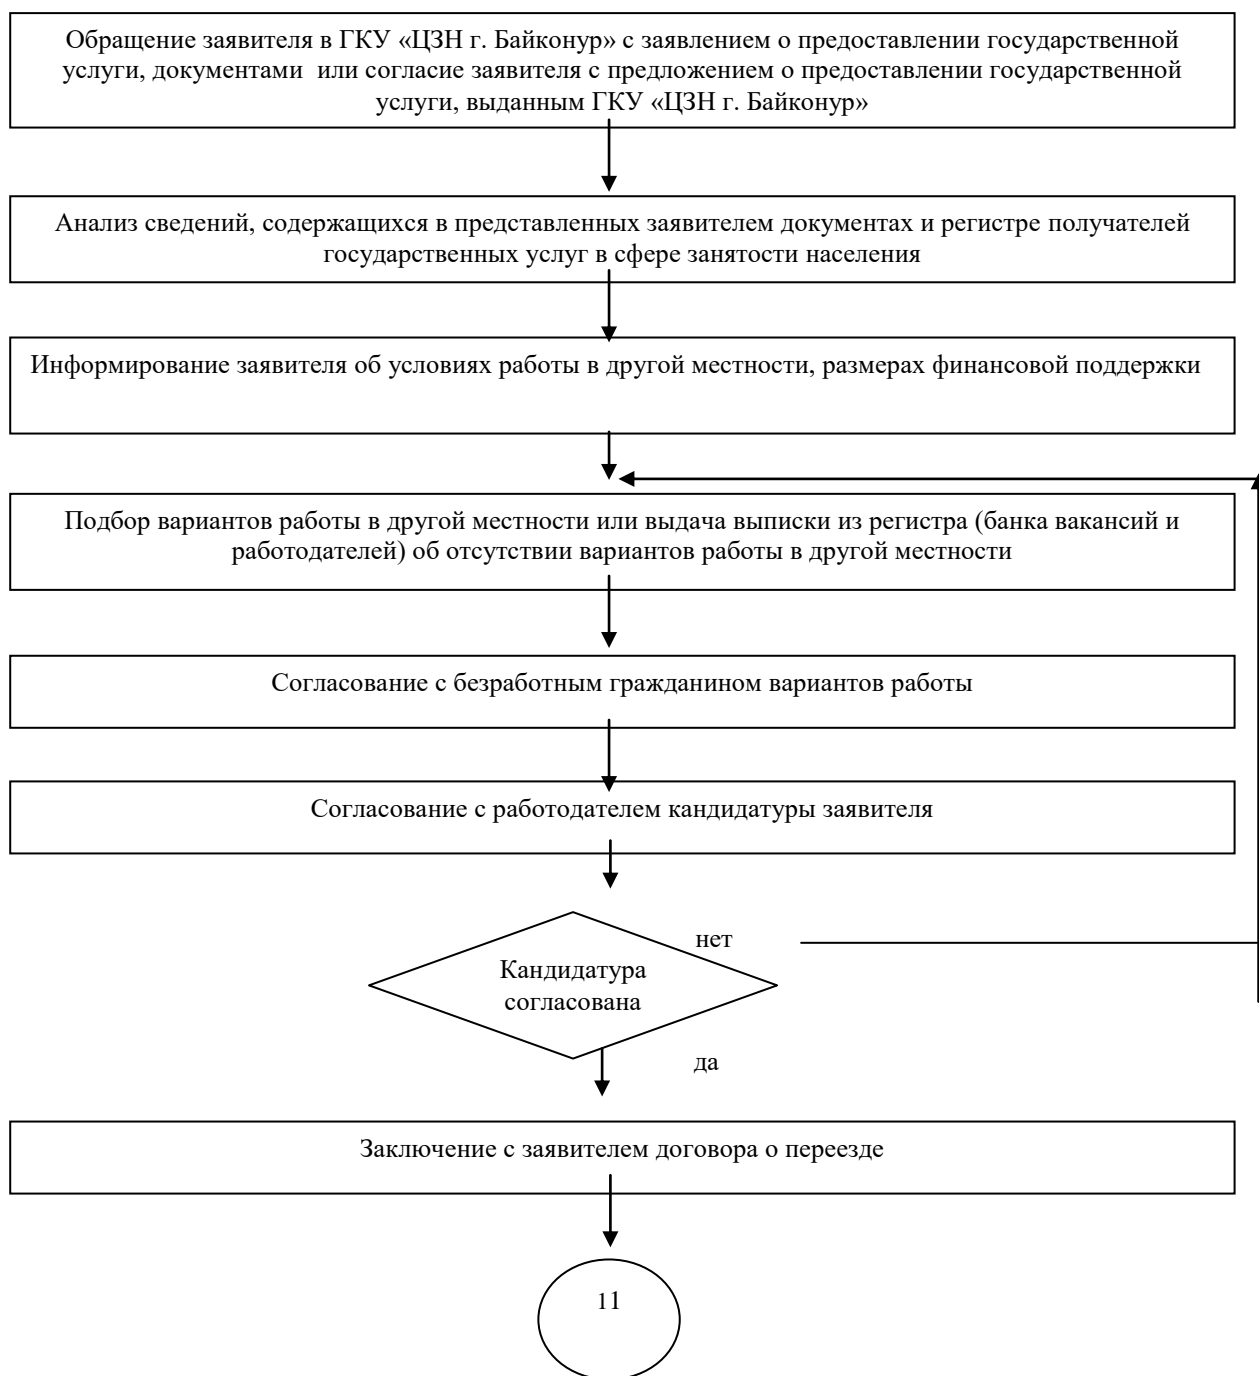 Обращение заявителя в ГКУ «ЦЗН г. Байконур» с заявлением о предоставлении государственной
услуги, документами  или согласие заявителя с предложением о предоставлении государственной
услуги, выданным ГКУ «ЦЗН г. Байконур»
Анализ сведений, содержащихся в представленных заявителем документах и регистре получателей
государственных услуг в сфере занятости населения
Информирование заявителя об условиях работы в другой местности, размерах финансовой поддержки
Подбор вариантов работы в другой местности или выдача выписки из регистра (банка вакансий и
работодателей) об отсутствии вариантов работы в другой местности
Согласование с безработным гражданином вариантов работы
Согласование с работодателем кандидатуры заявителя
нет
Кандидатура
согласована
да
Заключение с заявителем договора о переезде
11